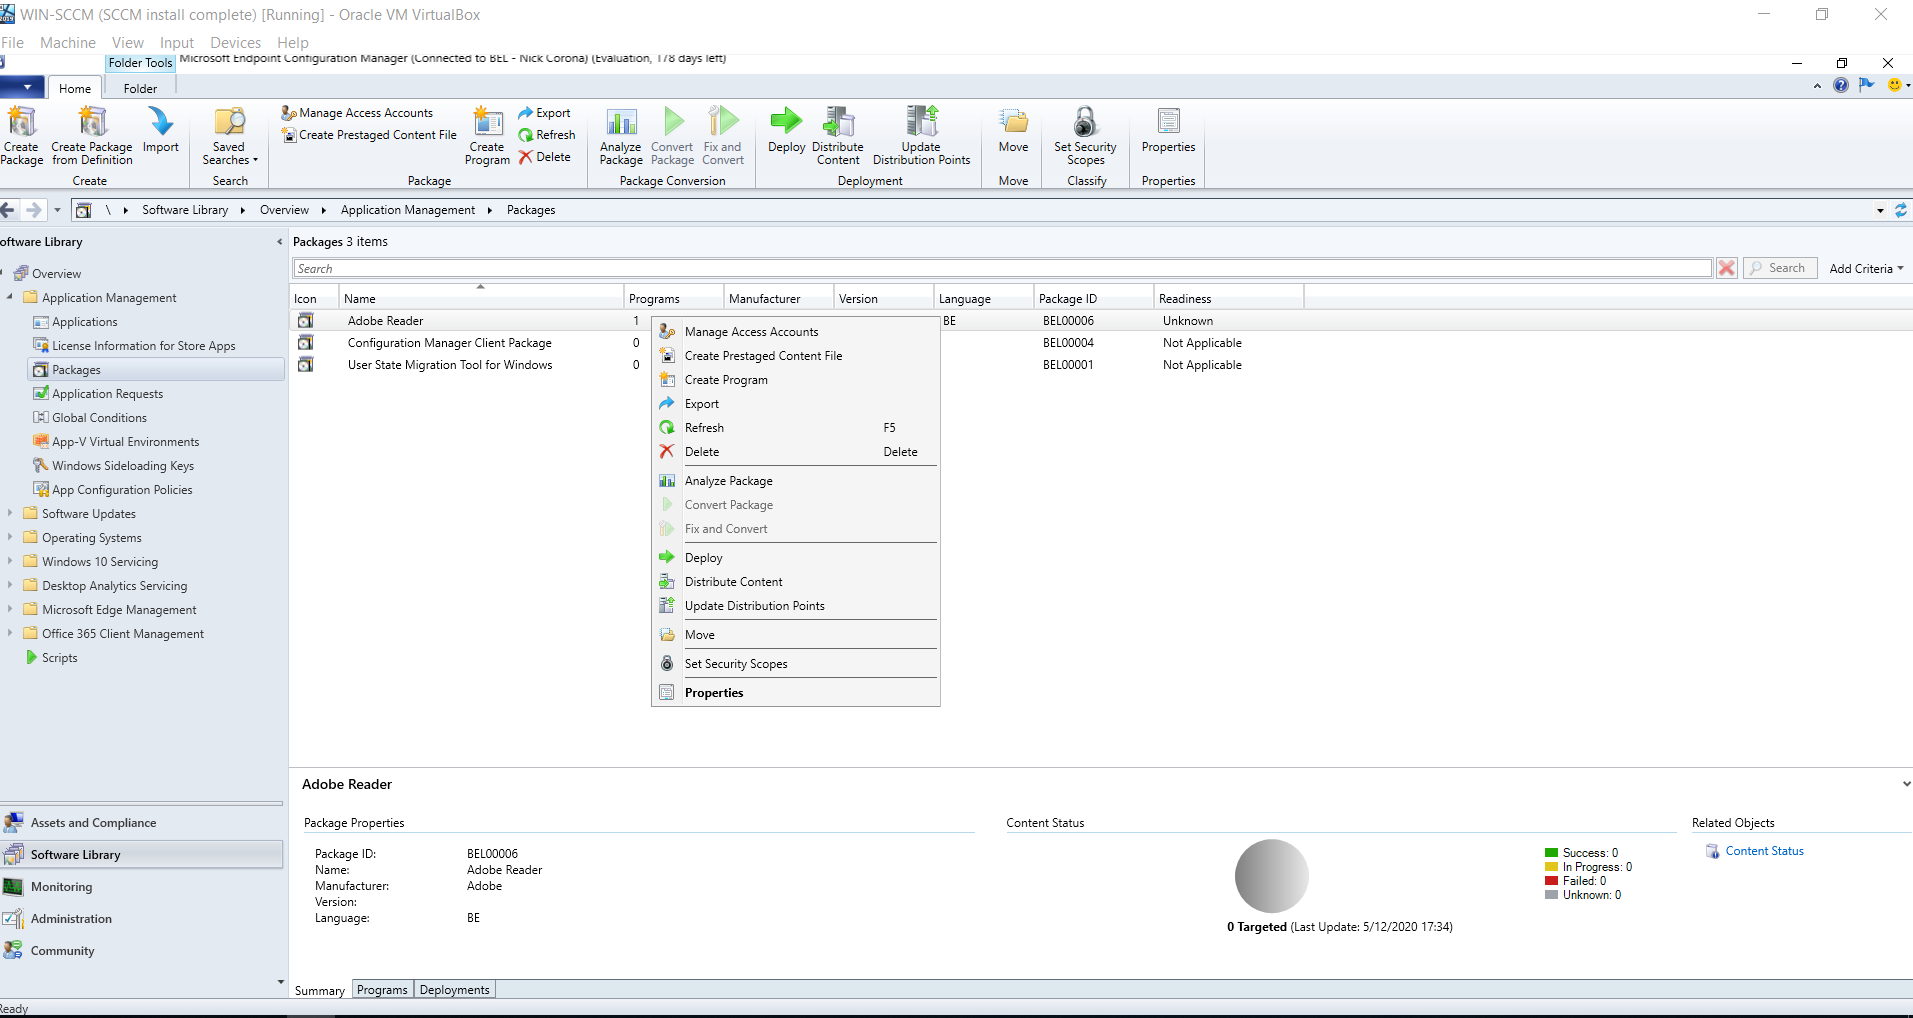 WIN-SCCM (SCCM install complete) [Running] - Oracle VM VirtualBox
File Machine View Input Devices Help
Folder Tools Microsoft Endpoint Configuration Manager (Connected to BEL - Nick Corona) (Evaluation, 178 days left)
Home Folder
Create Package
Create Package from Definition
Import
Create
Saved Searches
Search
Manage Access Accounts
Create Prestaged Content File
Create Program
Export
Refresh
Delete
Package
Analyze Package
Convert Package
Fix and Convert
Package Conversion
Deploy
Distribute Content
Update Distribution Points
Deployment
Move
Move
Set Security Scopes
Classify
Properties
Properties
\ Software Library Overview Application Management Packages
oftware Library
Overview
Application Management
Applications
License Information for Store Apps
Packages
Application Requests
Global Conditions
App-V Virtual Environments
Windows Sideloading Keys
App Configuration Policies
Software Updates
Operating Systems
Windows 10 Servicing
Desktop Analytics Servicing
Microsoft Edge Management
Office 365 Client Management
Scripts
Assets and Compliance
Software Library
Monitoring
Administration
Community
Packages 3 items
Search
Search
Add Criteria
Icon Name Programs Manufacturer Version Language Package ID Readiness
Adobe Reader 1 BE BEL00006 Unknown
Configuration Manager Client Package 0 BEL00004 Not Applicable
User State Migration Tool for Windows 0 BEL00001 Not Applicable
Manage Access Accounts
Create Prestaged Content File
Create Program
Export
Refresh F5
Delete Delete
Analyze Package
Convert Package
Fix and Convert
Deploy
Distribute Content
Update Distribution Points
Move
Set Security Scopes
Properties
Adobe Reader
Package Properties
Package ID: BEL00006
Name: Adobe Reader
Manufacturer: Adobe
Version:
Language: BE
Content Status
Success: 0
In Progress: 0
Failed: 0
Unknown: 0
0 Targeted (Last Update: 5/12/2020 17:34)
Related Objects
Content Status
Summary Programs Deployments
Ready